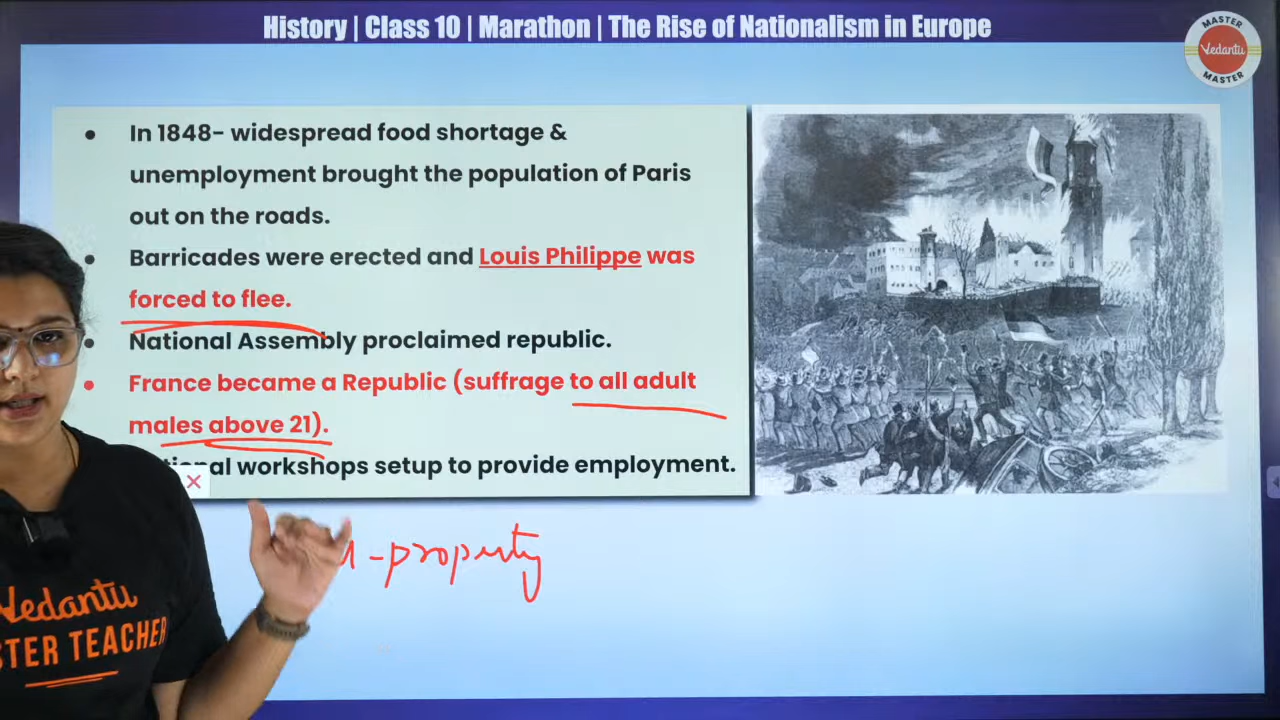 History | Class 10 | Marathon | The Rise of Nationalism in Europe
MASTER
Vedantu
MASTER
● In 1848- widespread food shortage &
unemployment brought the population of Paris
out on the roads.
● Barricades were erected and Louis Philippe was
forced to flee.
● National Assembly proclaimed republic.
● France became a Republic (suffrage to all adult
males above 21).
workshops setup to provide employment.
-property
Vedantu
TEACHER